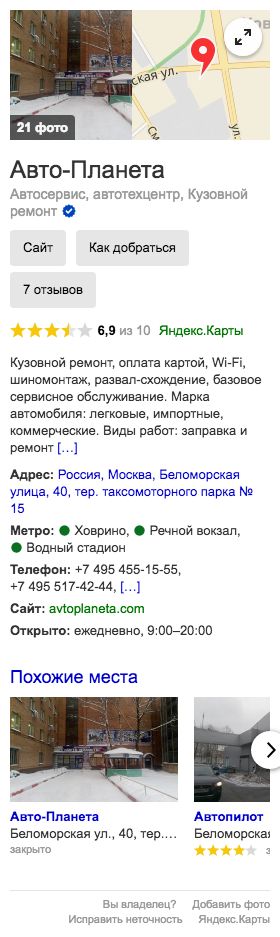 ская ул.
См
ул.
21 фото
Авто-Планета
Автосервис, автотехцентр, Кузовной
ремонт
Сайт
Как добраться
7 отзывов
6,9 из 10 Яндекс.Карты
Кузовной ремонт, оплата картой, Wi-Fi,
шиномонтаж, развал-схождение, базовое
сервисное обслуживание. Марка
автомобиля: легковые, импортные,
коммерческие. Виды работ: заправка и
ремонт [...]
Адрес: Россия, Москва, Беломорская
улица, 40, тер. таксомоторного парка №
15
Метро: Ховрино, Речной вокзал,
Водный стадион
Телефон: +7 495 455-15-55,
+7 495 517-42-44, [...]
Сайт: avtoplaneta.com
Открыто: ежедневно, 9:00–20:00
Похожие места
Авто-Планета
Беломорская ул., 40, тер.…
закрыто
Автопилот
Беломорская
Вы владелец? Добавить фото
Исправить неточность Яндекс.Карты